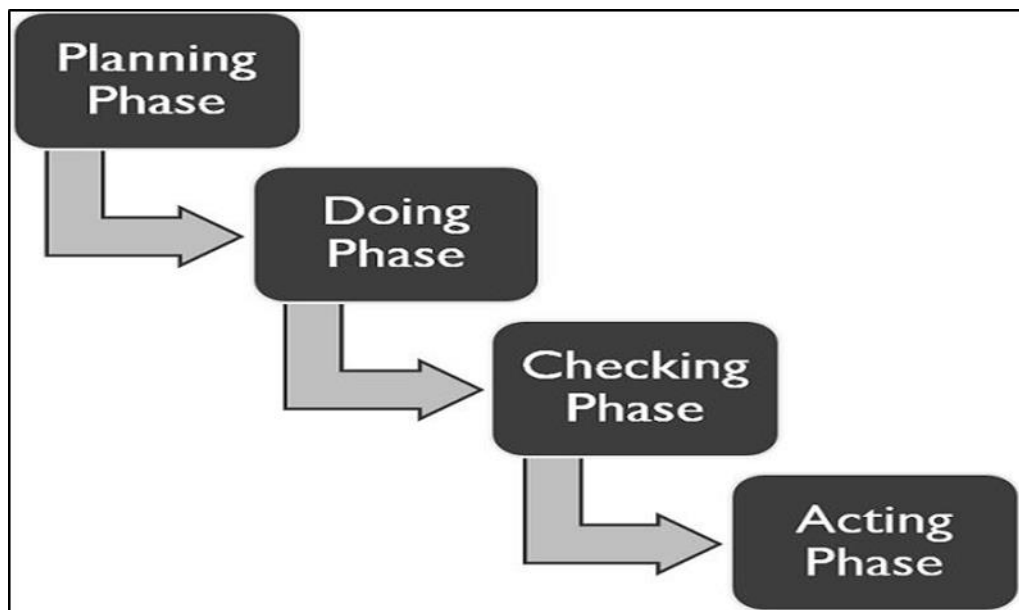 Planning
Phase
Doing
Phase
Checking
Phase
Acting
Phase